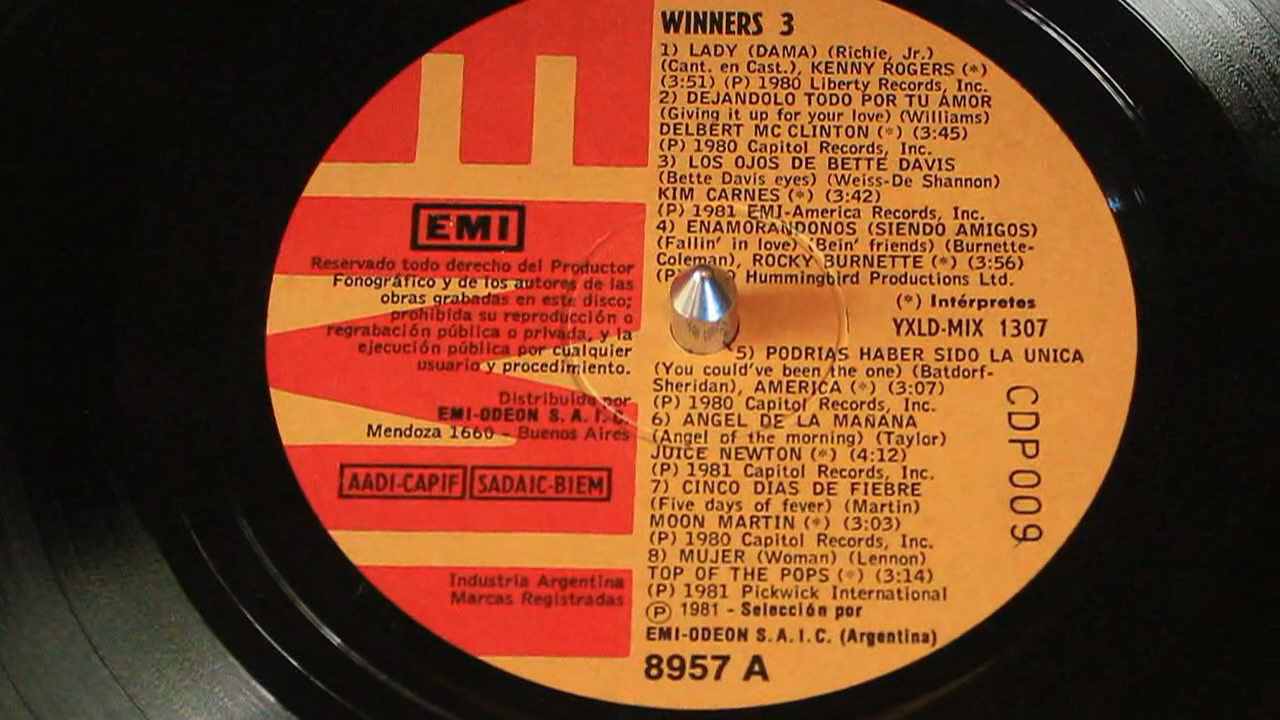 WINNERS 3
1) LADY (DAMA) (Richie, Jr.)
(Cant. en Cast.), KENNY ROGERS (*)
(3:51) (P) 1980 Liberty Records, Inc.
2) DEJANDOLO TODO POR TU AMOR
(Giving it up for your love) (Williams)
DELBERT MC CLINTON (*) (3:45)
(P) 1980 Capitol Records, Inc.
3) LOS OJOS DE BETTE DAVIS
(Bette Davis eyes) (Weiss-De Shannon)
KIM CARNES (*) (3:42)
(P) 1981 EMI-America Records, Inc.
4) ENAMORANDONOS (SIENDO AMIGOS)
(Fallin' in love) (Bein' friends) (Burnette-
Coleman), ROCKY BURNETTE (*) (3:56)
Hummingbird Productions Ltd.
(*) Intérpretes
YXLD-MIX 1307
5) PODRIAS HABER SIDO LA UNICA
(You could've been the one) (Batdorf-
Sheridan), AMERICA (*) (3:07)
(P) 1980 Capitol Records, Inc.
6) ANGEL DE LA MAÑANA
(Angel of the morning) (Taylor)
JUICE NEWTON (*) (4:12)
(P) 1981 Capitol Records, Inc.
7) CINCO DIAS DE FIEBRE
(Five days of fever) (Martin)
MOON MARTIN (*) (3:03)
(P) 1980 Capitol Records, Inc.
8) MUJER (Woman) (Lennon)
TOP OF THE POPS (*) (3:14)
(P) 1981 Pickwick International
Ⓟ 1981 - Selección por
EMI-ODEON S.A.I.C. (Argentina)
8957 A
CDP009
EMI
Reservado todo derecho del Productor
Fonográfico y de los autores de las
obras grabadas en este disco;
prohibida su reproducción o
regrabación pública o privada, y la
ejecución pública por cualquier
usuario y procedimiento.
Distribuido por
EMI-ODEON S.A.I.C.
Mendoza 1660 - Buenos Aires
AADI-CAPIF SADAIC-BIEM
Industria Argentina
Marcas Registradas